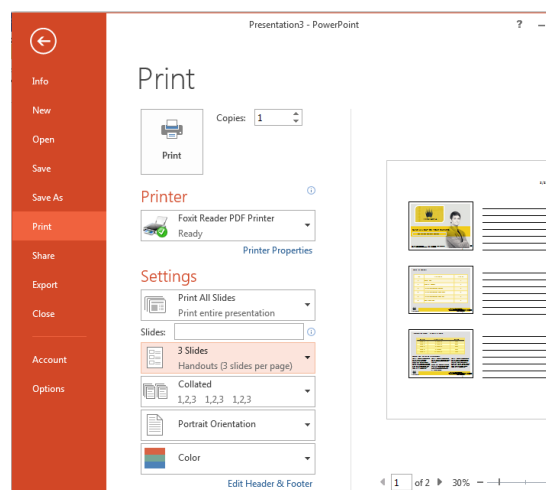 Presentation3 - PowerPoint
?
Info
New
Open
Save
Save As
Print
Share
Export
Close
Account
Options
Print
Copies: 1
Print
Printer
Foxit Reader PDF Printer
Ready
Printer Properties
Settings
Print All Slides
Print entire presentation
Slides:
3 Slides
Handouts (3 slides per page)
Collated
1,2,3 1,2,3 1,2,3
Portrait Orientation
Color
Edit Header & Footer
1 of 2 30%